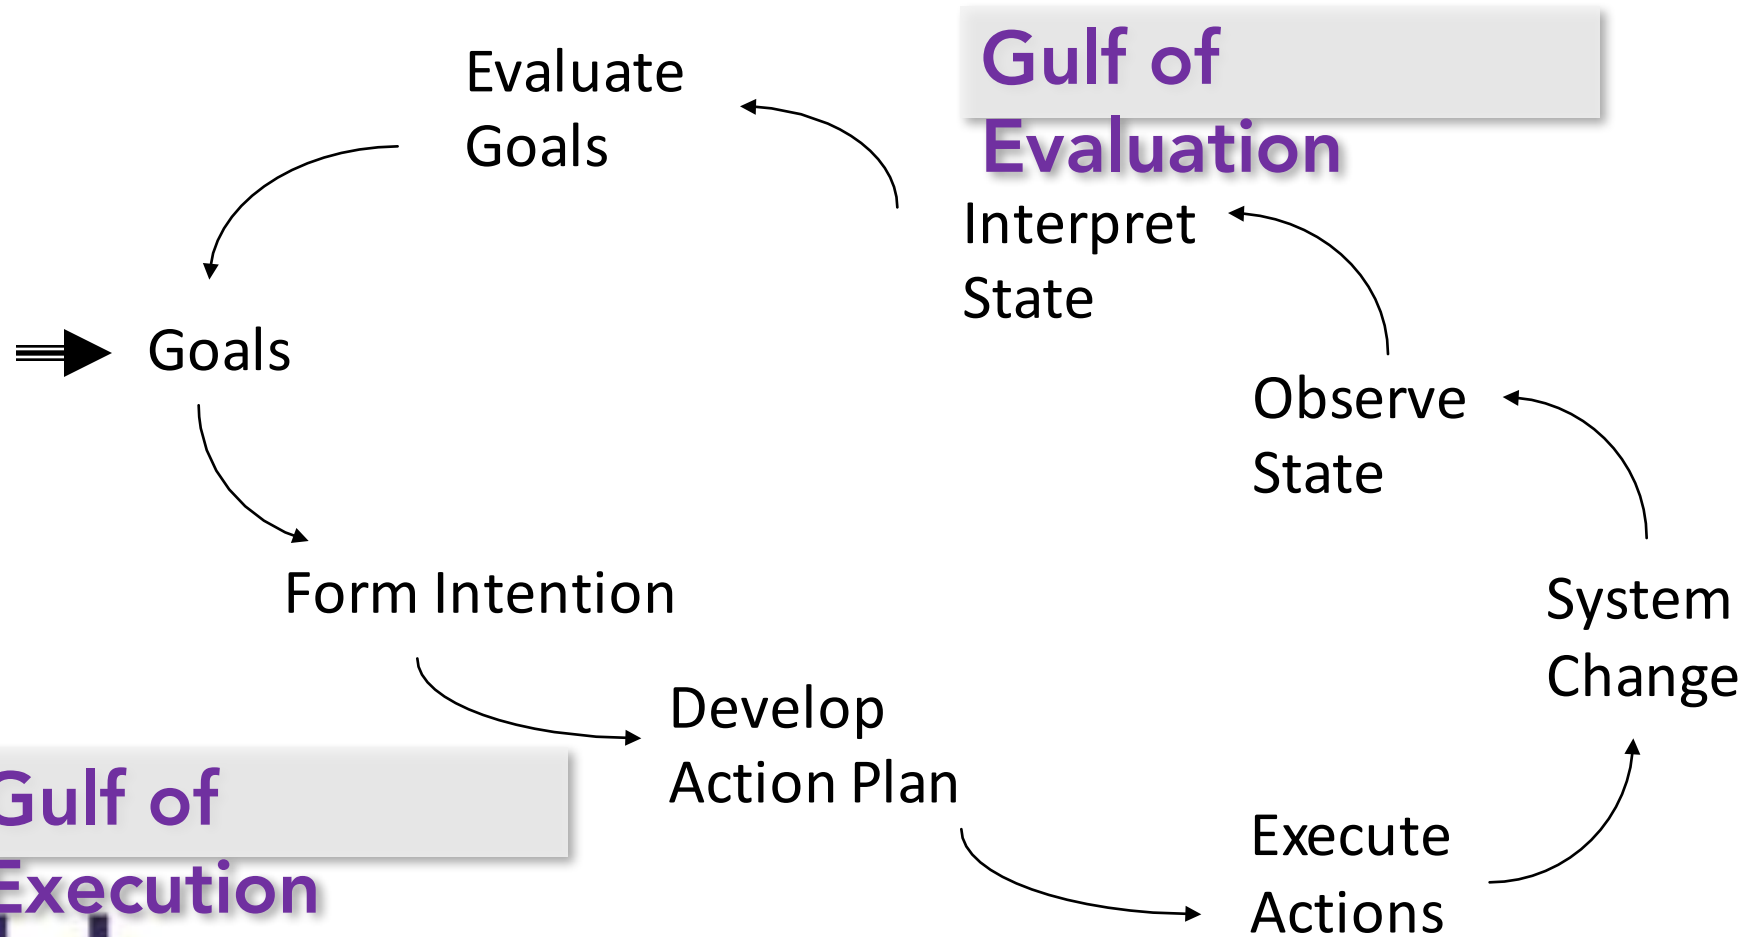 Gulf of
Evaluation
Evaluate
Goals
Interpret
State
Goals
Observe
State
Form Intention
System
Change
Develop
Action Plan
Gulf of
Execution
Execute
Actions